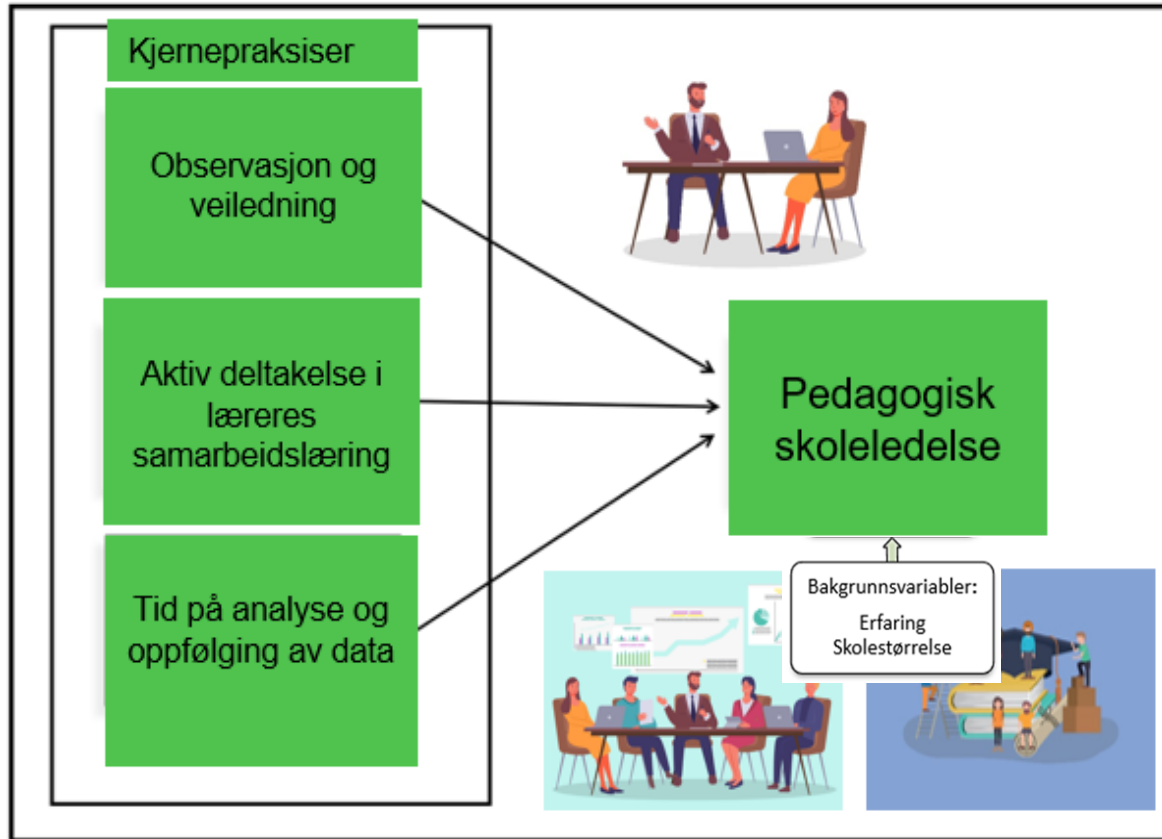 Kjernepraksiser
Observasjon og
veiledning
Aktiv deltakelse i
læreres
samarbeidslæring
Tid på analyse og
oppfølging av data
Pedagogisk
skoleledelse
Bakgrunnsvariabler:
Erfaring
Skolestørrelse